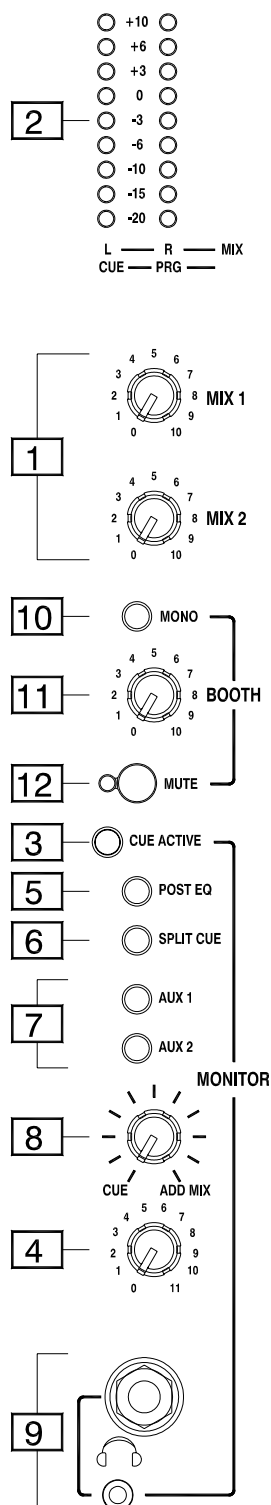 +10
+6
+3
0
2 -3
-6
-10
-15
-20
L R MIX
CUE PRG
4 5 6
3 7
2 8 MIX 1
1 9
0 10
1
4 5 6
3 7
2 8 MIX 2
1 9
0 10
10 MONO
4 5 6
3 7
11 2 8 BOOTH
1 9
0 10
12 MUTE
3 CUE ACTIVE
5 POST EQ
6 SPLIT CUE
AUX 1
7
AUX 2
MONITOR
8
CUE ADD MIX
5 6
4 7
3 8
4 2 9
1 10
0 11
9